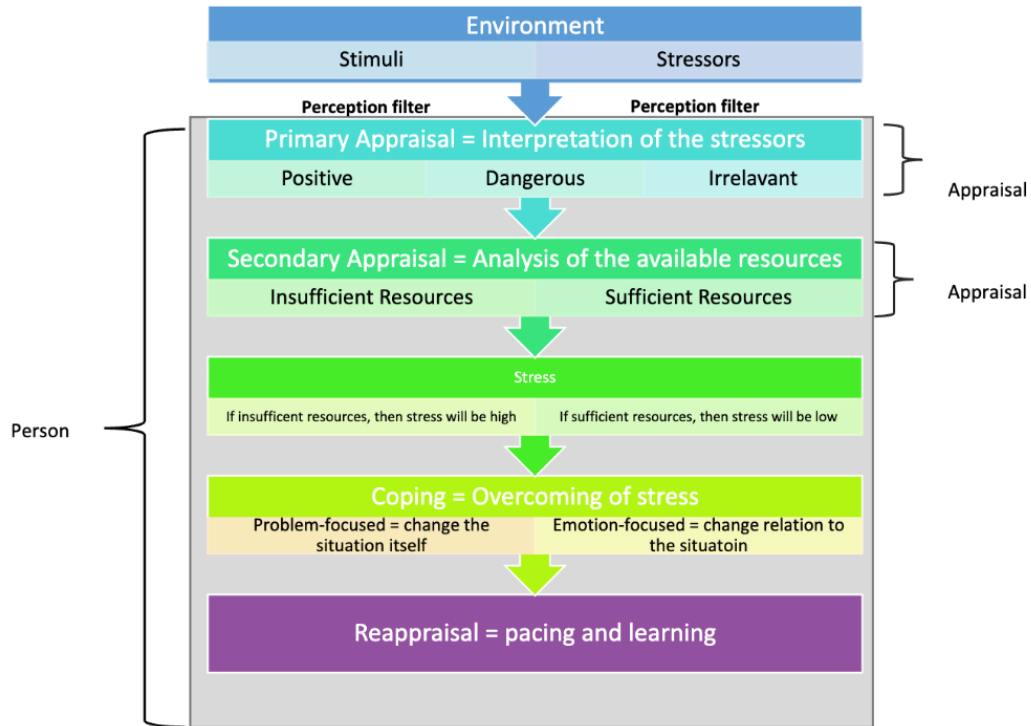 Environment
Stimuli
Stressors
Perception filter
Perception filter
Primary Appraisal = Interpretation of the stressors
Positive
Dangerous
Irrelavant
Appraisal
Secondary Appraisal = Analysis of the available resources
Insufficient Resources
Sufficient Resources
Appraisal
Stress
If insufficent resources, then stress will be high
If sufficient resources, then stress will be low
Person
Coping = Overcoming of stress
Problem-focused = change the
situation itself
Emotion-focused = change relation to
the situatoin
Reappraisal = pacing and learning